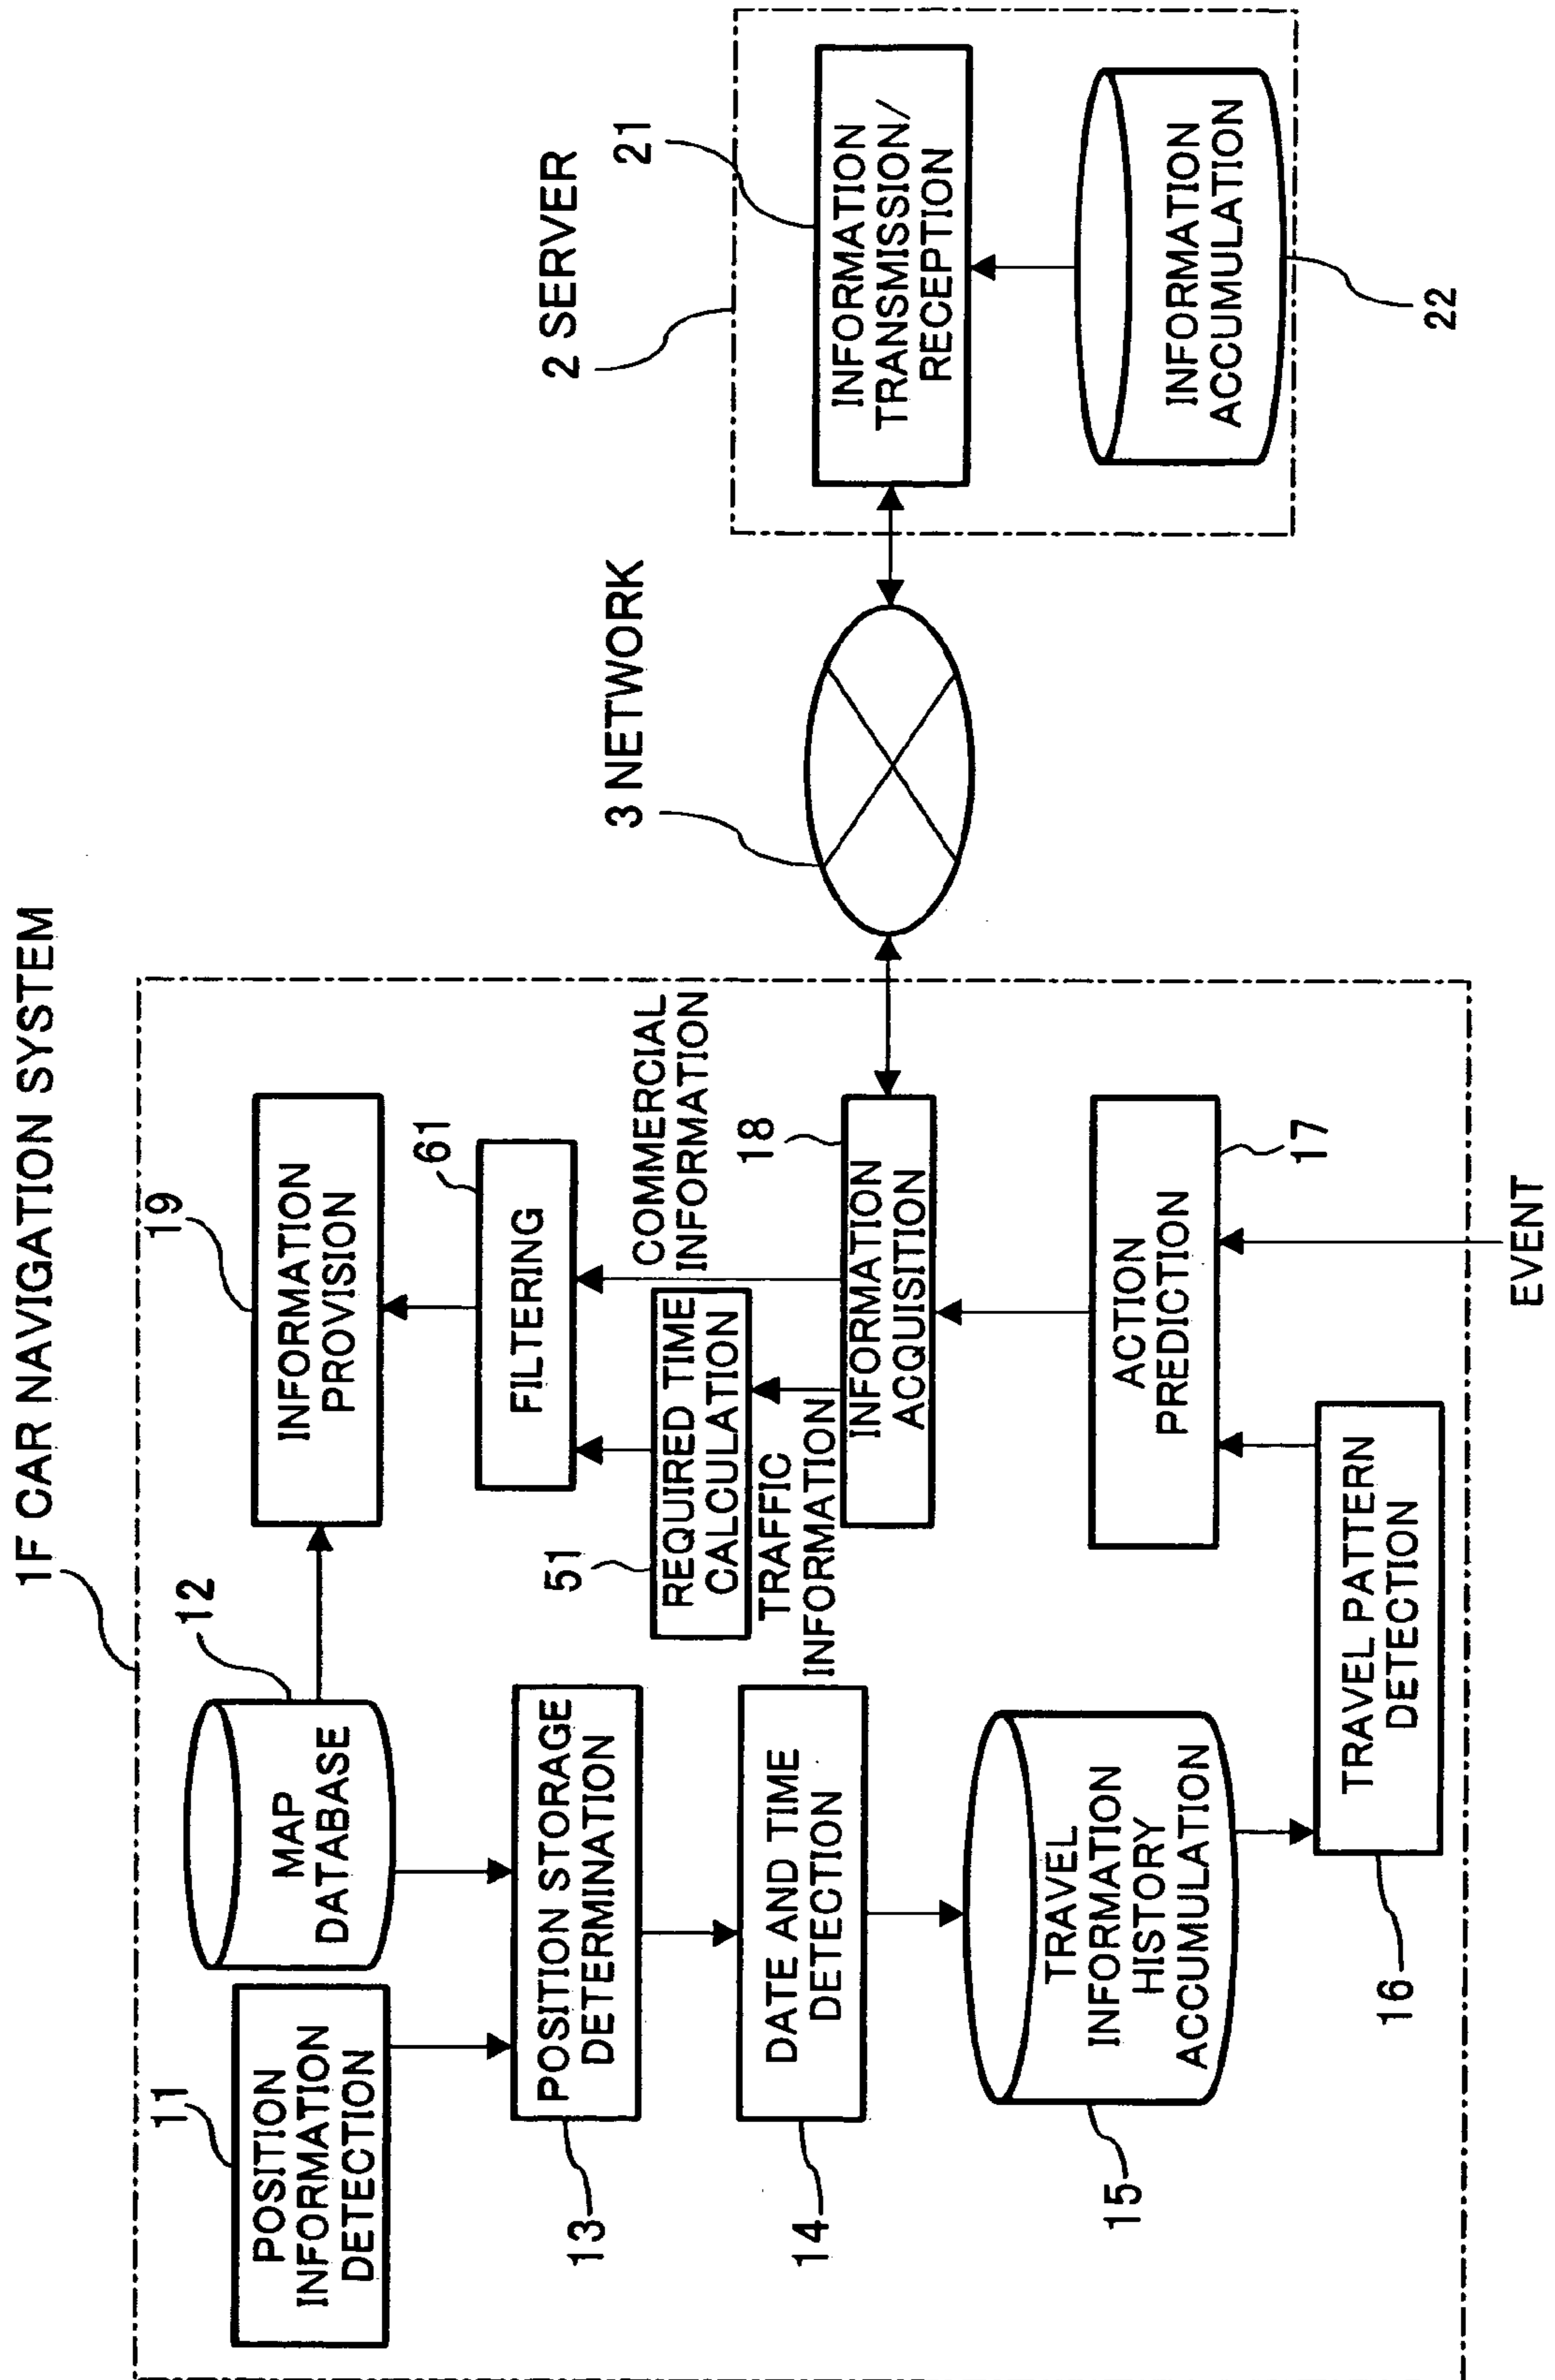 1F CAR NAVIGATION SYSTEM
11
POSITION
INFORMATION
DETECTION
12
MAP
DATABASE
19
INFORMATION
PROVISION
13
POSITION STORAGE
DETERMINATION
61
FILTERING
51
REQUIRED TIME
CALCULATION
COMMERCIAL
INFORMATION
TRAFFIC
INFORMATION
14
DATE AND TIME
DETECTION
18
INFORMATION
ACQUISITION
15
TRAVEL
INFORMATION
HISTORY
ACCUMULATION
17
ACTION
PREDICTION
16
TRAVEL PATTERN
DETECTION
EVENT
3 NETWORK
2 SERVER
21
INFORMATION
TRANSMISSION/
RECEPTION
INFORMATION
ACCUMULATION
22